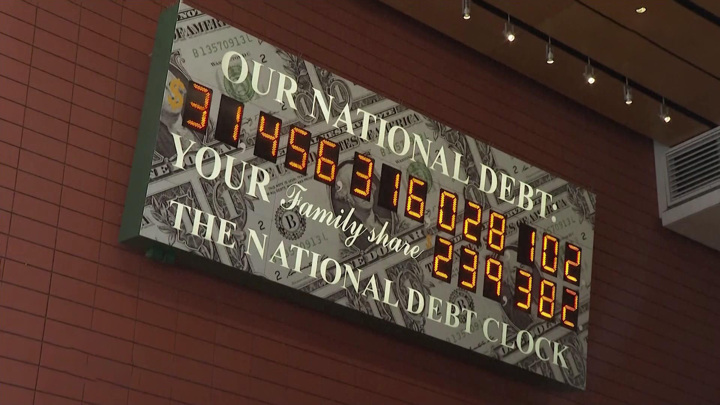 OUR NATIONAL DEBT:
$31,456,316,028,102
YOUR Family share $239,382
THE NATIONAL DEBT CLOCK